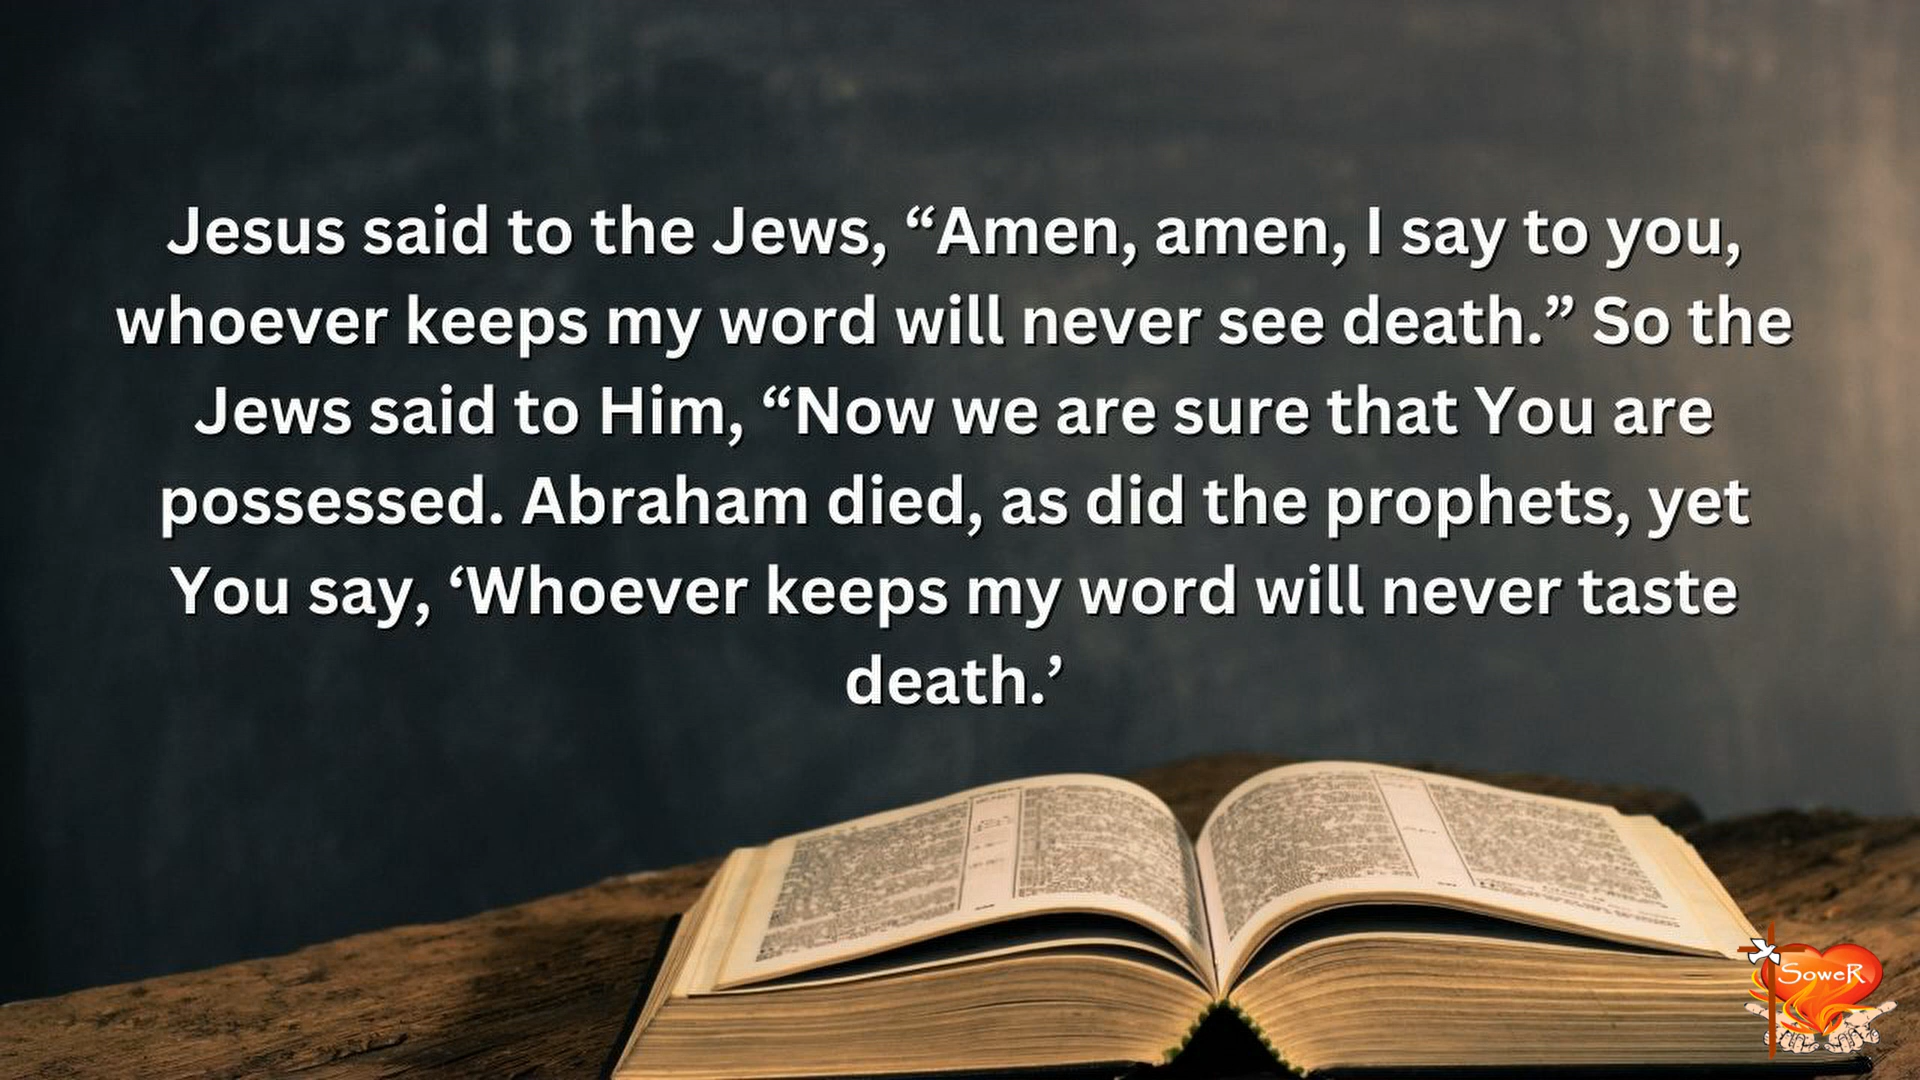 Jesus said to the Jews, “Amen, amen, I say to you,
whoever keeps my word will never see death.” So the
Jews said to Him, “Now we are sure that You are
possessed. Abraham died, as did the prophets, yet
You say, ‘Whoever keeps my word will never taste
death.’
SoweR